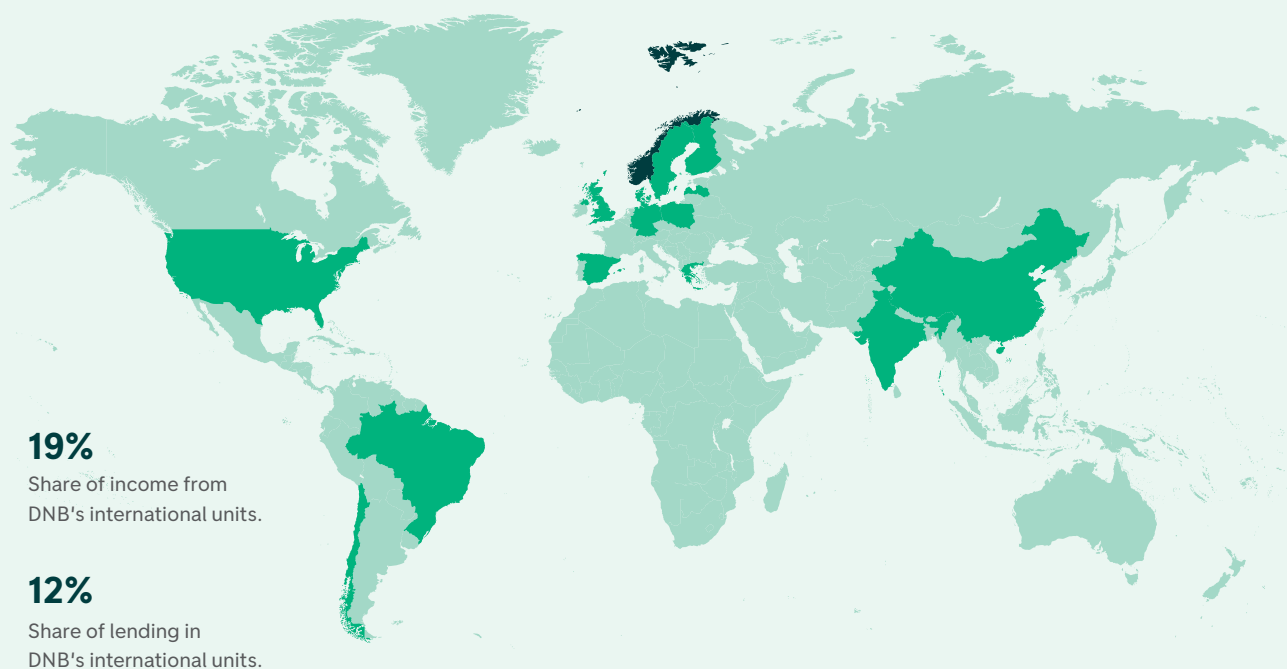 19%
Share of income from
DNB's international units.
12%
Share of lending in
DNB's international units.